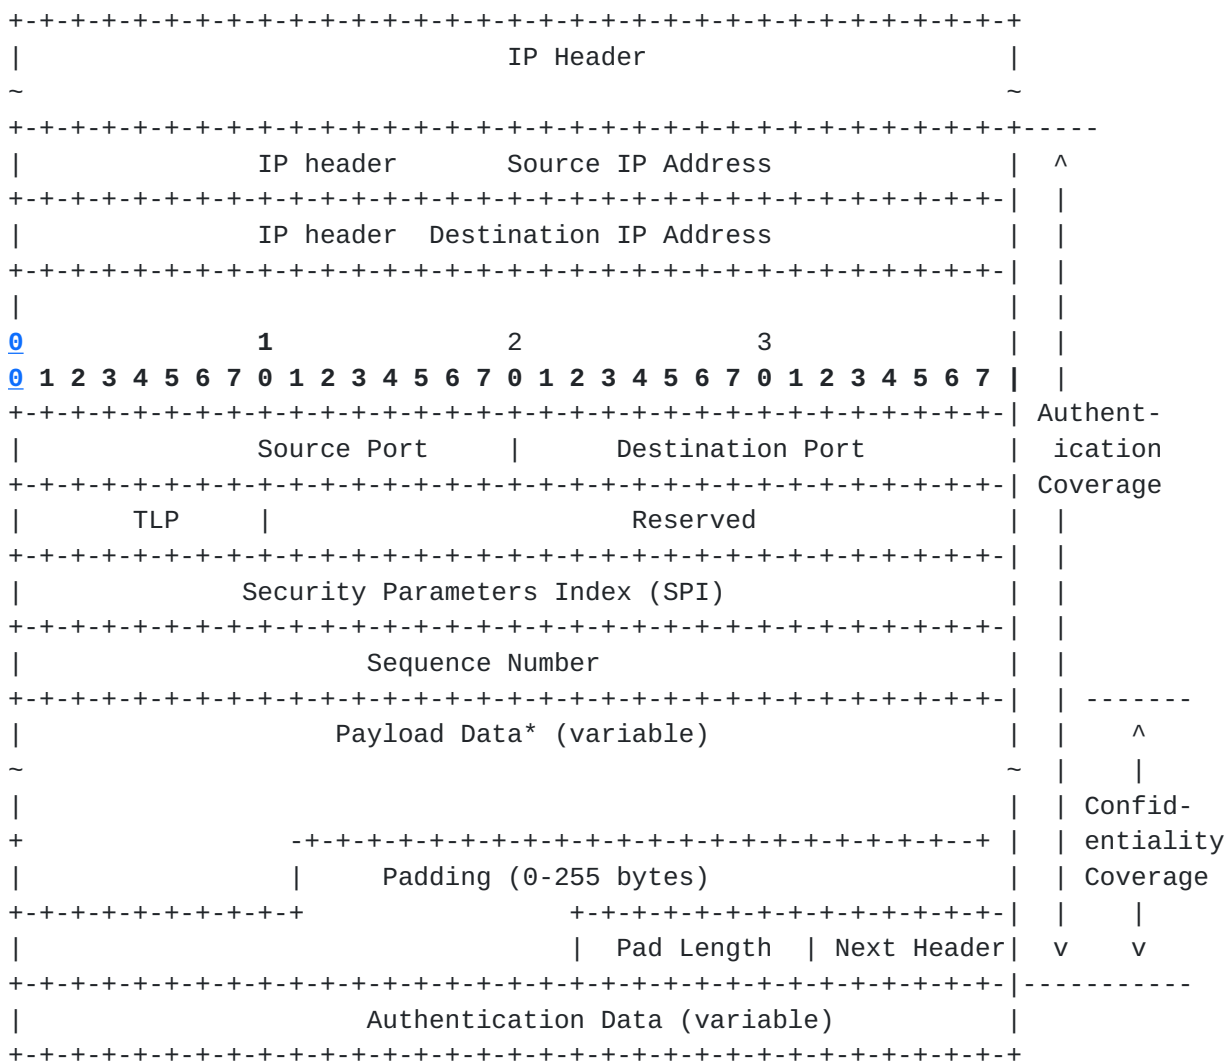 +-+-+-+-+-+-+-+-+-+-+-+-+-+-+-+-+-+-+-+-+-+-+-+-+-+-+-+-+-+-+-+-+
|                               IP Header                       |
~                                                               ~
+-+-+-+-+-+-+-+-+-+-+-+-+-+-+-+-+-+-+-+-+-+-+-+-+-+-+-+-+-+-+-+-+-----
|               IP header       Source IP Address               |  ^
+-+-+-+-+-+-+-+-+-+-+-+-+-+-+-+-+-+-+-+-+-+-+-+-+-+-+-+-+-+-+-+-|  |
|               IP header  Destination IP Address               |  |
+-+-+-+-+-+-+-+-+-+-+-+-+-+-+-+-+-+-+-+-+-+-+-+-+-+-+-+-+-+-+-+-|  |
|                                                               |  |
0               1               2               3               |  |
0 1 2 3 4 5 6 7 0 1 2 3 4 5 6 7 0 1 2 3 4 5 6 7 0 1 2 3 4 5 6 7 |  |
+-+-+-+-+-+-+-+-+-+-+-+-+-+-+-+-+-+-+-+-+-+-+-+-+-+-+-+-+-+-+-+-| Authent-
|               Source Port     |      Destination Port         |  ication
+-+-+-+-+-+-+-+-+-+-+-+-+-+-+-+-+-+-+-+-+-+-+-+-+-+-+-+-+-+-+-+-| Coverage
|       TLP     |                       Reserved                |  |
+-+-+-+-+-+-+-+-+-+-+-+-+-+-+-+-+-+-+-+-+-+-+-+-+-+-+-+-+-+-+-+-|  |
|              Security Parameters Index (SPI)                  |  |
+-+-+-+-+-+-+-+-+-+-+-+-+-+-+-+-+-+-+-+-+-+-+-+-+-+-+-+-+-+-+-+-|  |
|                      Sequence Number                          |  |
+-+-+-+-+-+-+-+-+-+-+-+-+-+-+-+-+-+-+-+-+-+-+-+-+-+-+-+-+-+-+-+-|  | -------
|                    Payload Data* (variable)                   |  |    ^
~                                                               ~  |    |
|                                                               |  | Confid-
+                 -+-+-+-+-+-+-+-+-+-+-+-+-+-+-+-+-+-+-+-+-+--+ |  | entiality
|                 |     Padding (0-255 bytes)                   |  | Coverage
+-+-+-+-+-+-+-+-+-+                 +-+-+-+-+-+-+-+-+-+-+-+-+-+-|  |    |
|                                   |  Pad Length  | Next Header|  v    v
+-+-+-+-+-+-+-+-+-+-+-+-+-+-+-+-+-+-+-+-+-+-+-+-+-+-+-+-+-+-+-+-|-----------
|                      Authentication Data (variable)           |
+-+-+-+-+-+-+-+-+-+-+-+-+-+-+-+-+-+-+-+-+-+-+-+-+-+-+-+-+-+-+-+-+